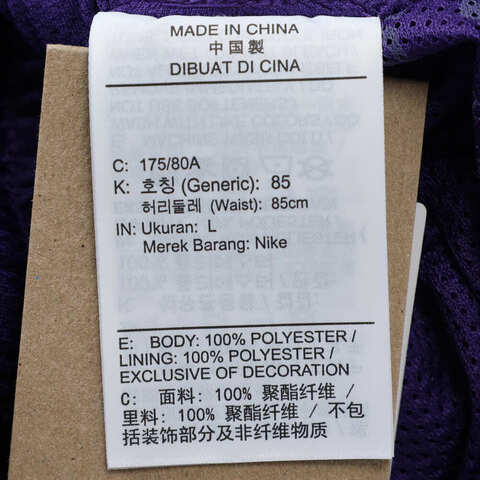 MADE IN CHINA
中国製
DIBUAT DI CINA
C: 175/80A
K: 호칭 (Generic): 85
허리둘레 (Waist): 85cm
IN: Ukuran: L
Merek Barang: Nike
E: BODY: 100% POLYESTER /
LINING: 100% POLYESTER /
EXCLUSIVE OF DECORATION
C: 面料: 100% 聚酯纤维 /
里料: 100% 聚酯纤维 / 不包
括装饰部分及非纤维物质